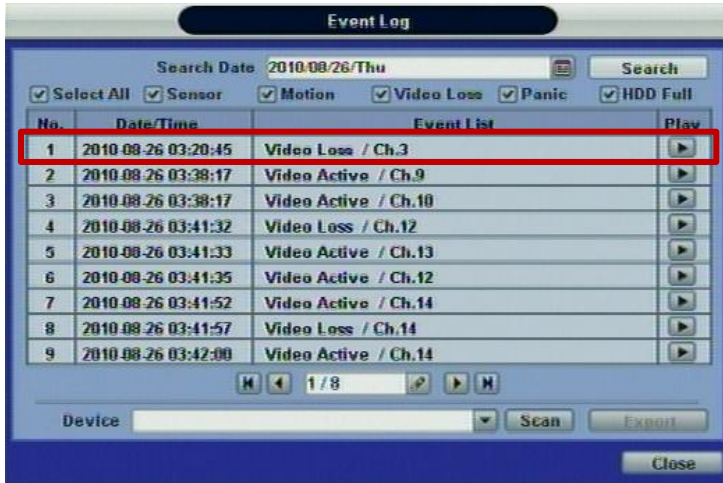 Event Log
Search Date 2010/08/26/Thu Search
Select All Sensor Motion Video Loss Panic HDD Full
No. Date/Time Event List Play
1 2010-08-26 03:20:45 Video Loss / Ch.3
2 2010-08-26 03:38:17 Video Active / Ch.9
3 2010-08-26 03:38:17 Video Active / Ch.10
4 2010-08-26 03:41:32 Video Loss / Ch.12
5 2010-08-26 03:41:33 Video Active / Ch.13
6 2010-08-26 03:41:35 Video Active / Ch.12
7 2010-08-26 03:41:52 Video Active / Ch.14
8 2010-08-26 03:41:57 Video Loss / Ch.14
9 2010-08-26 03:42:00 Video Active / Ch.14
1 / 8
Device Scan Export
Close